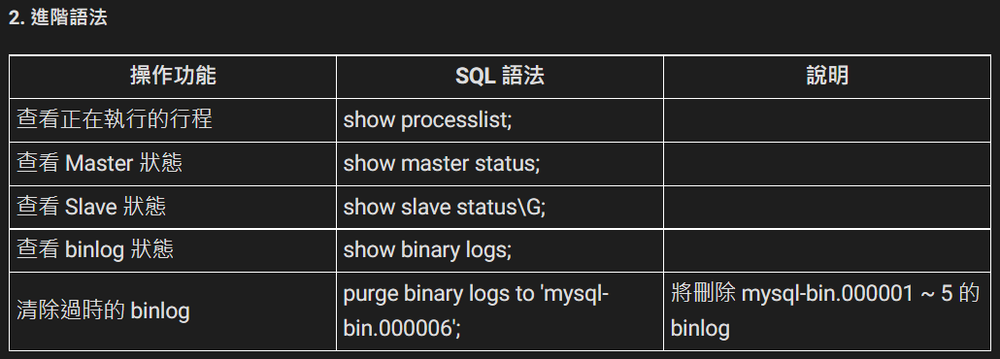 2. 進階語法
操作功能 SQL 語法 說明
查看正在執行的行程 show processlist;
查看 Master 狀態 show master status;
查看 Slave 狀態 show slave status\G;
查看 binlog 狀態 show binary logs;
清除過時的 binlog
purge binary logs to 'mysql-
bin.000006';
將刪除 mysql-bin.000001 ~ 5 的
binlog